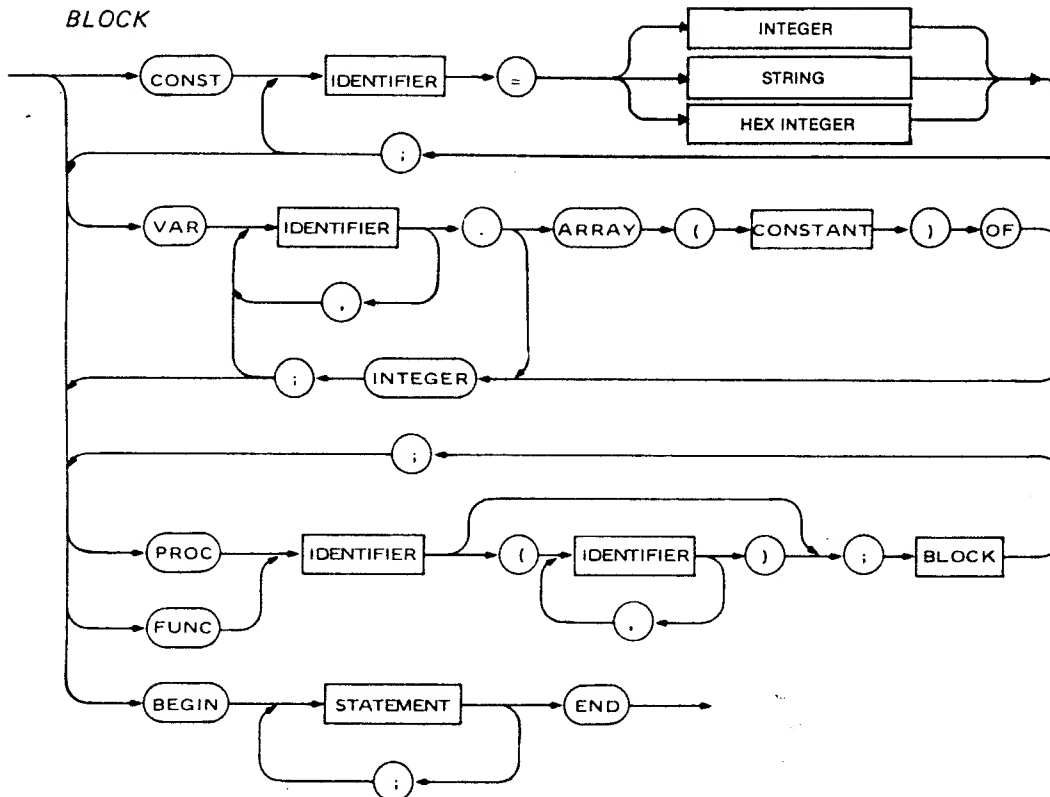 BLOCK
INTEGER
CONST IDENTIFIER = STRING
HEX INTEGER
;
VAR IDENTIFIER . ARRAY ( CONSTANT ) OF
,
; INTEGER
;
PROC IDENTIFIER ( IDENTIFIER ) ; BLOCK
FUNC ,
BEGIN STATEMENT END
;